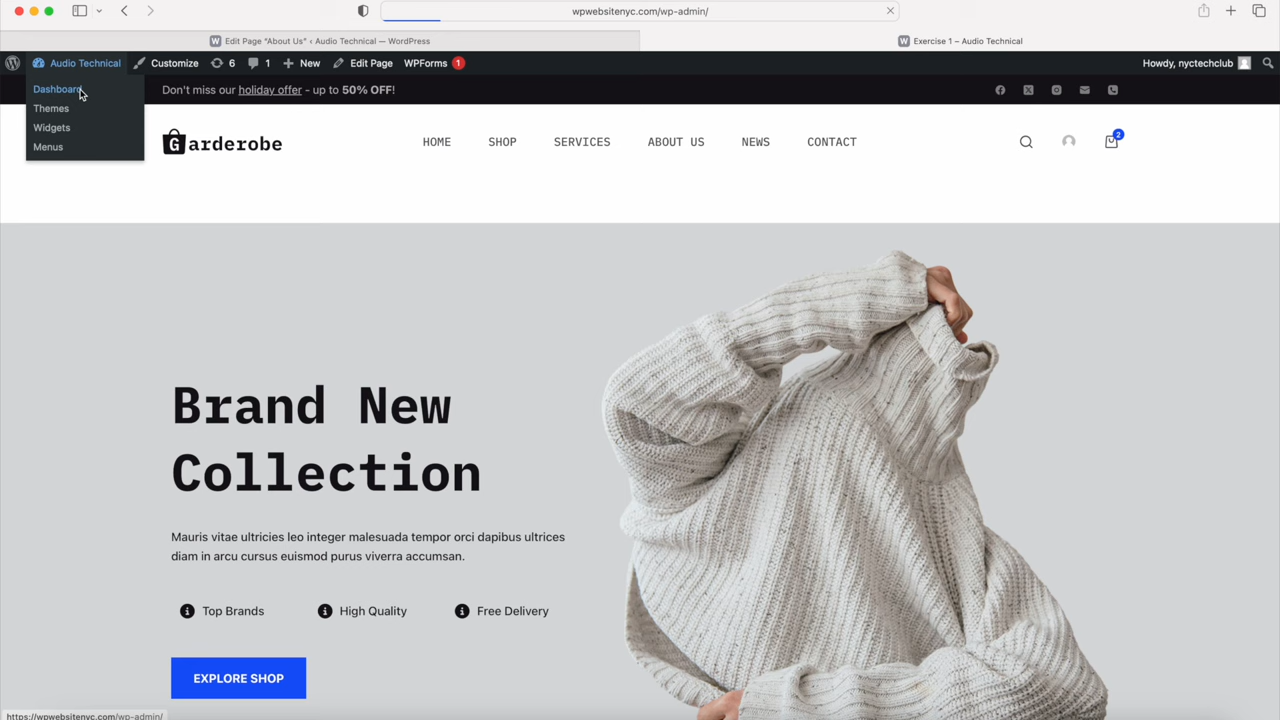 wpwebsitenyc.com/wp-admin/
Edit Page “About Us” ‹ Audio Technical — WordPress
Exercise 1 – Audio Technical
Audio Technical
Customize
6
1
New
Edit Page
WPForms 1
Howdy, nyctechclub
Dashboard
Themes
Widgets
Menus
Don't miss our holiday offer - up to 50% OFF!
Garderobe
HOME
SHOP
SERVICES
ABOUT US
NEWS
CONTACT
2
Brand New
Collection
Mauris vitae ultricies leo integer malesuada tempor orci dapibus ultrices
diam in arcu cursus euismod purus viverra accumsan.
Top Brands
High Quality
Free Delivery
EXPLORE SHOP
https://wpwebsitenyc.com/wp-admin/